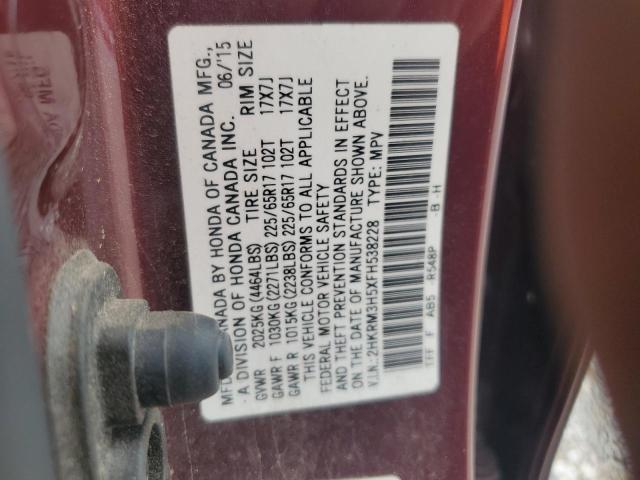 MFD CANADA BY HONDA OF CANADA MFG.,
- A DIVISION OF HONDA CANADA INC. 06/'15
GVWR 2025KG (4464LBS) TIRE SIZE RIM SIZE
GAWR F 1030KG (2271LBS) 225/65R17 102T 17X7J
GAWR R 1015KG (2238LBS) 225/65R17 102T 17X7J
THIS VEHICLE CONFORMS TO ALL APPLICABLE
FEDERAL MOTOR VEHICLE SAFETY
AND THEFT PREVENTION STANDARDS IN EFFECT
ON THE DATE OF MANUFACTURE SHOWN ABOVE.
V.I.N.: 2HKRM3H5XFH538228 TYPE: MPV
TFF F AB5 R548P -B H